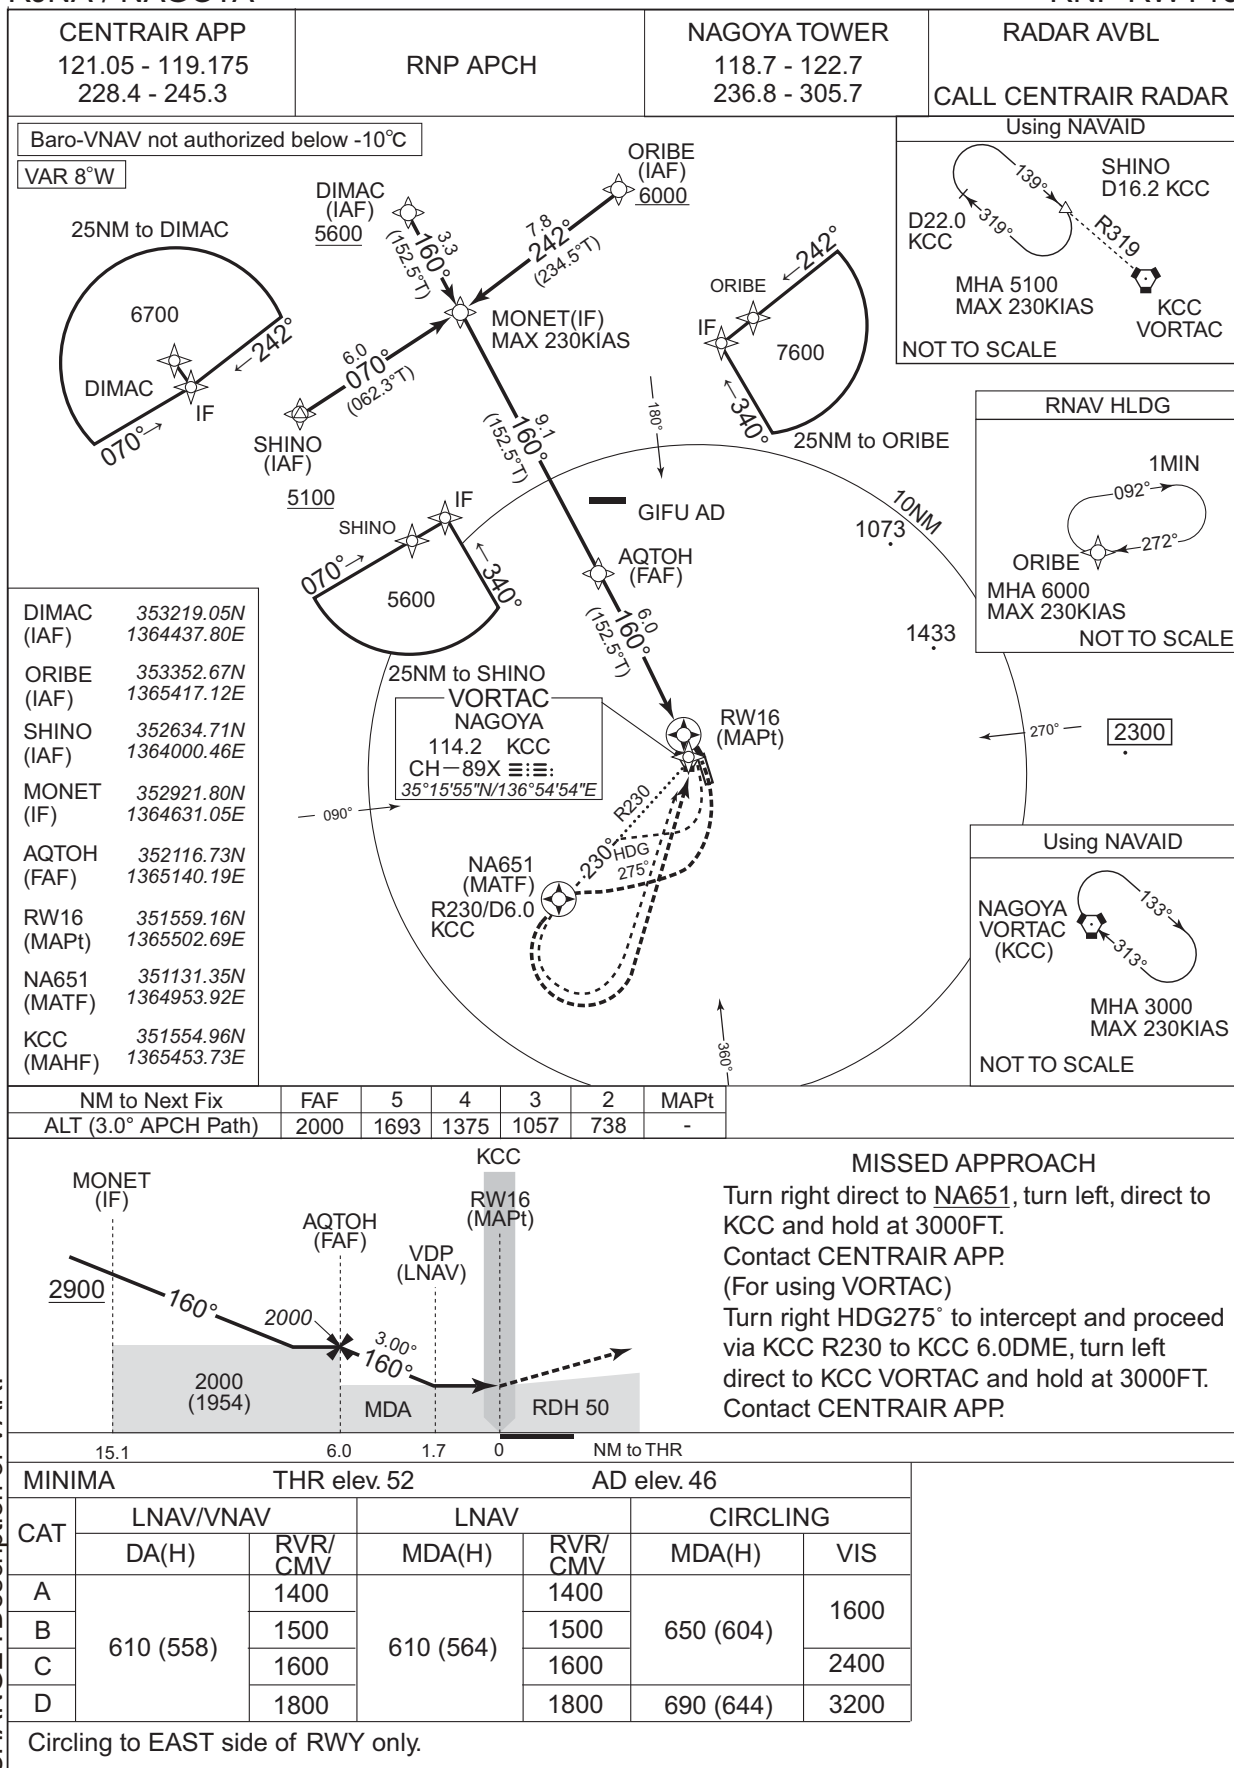 CENTRAIR APP
121.05 - 119.175
228.4 - 245.3
RNP APCH
NAGOYA TOWER
118.7 - 122.7
236.8 - 305.7
RADAR AVBL
CALL CENTRAIR RADAR
Baro-VNAV not authorized below -10°C
VAR 8°W
25NM to DIMAC
6700
DIMAC
IF
←242°
070°→
DIMAC
(IAF)
5600
3.3
160°
(152.5°T)
ORIBE
(IAF)
6000
7.8
242°
(234.5°T)
MONET(IF)
MAX 230KIAS
6.0
070°
(062.3°T)
SHINO
(IAF)
5100
9.1
160°
(152.5°T)
←242°
ORIBE
IF
7600
←340°
25NM to ORIBE
180°
Using NAVAID
139°
319°
SHINO
D16.2 KCC
D22.0
KCC
R319
MHA 5100
MAX 230KIAS
KCC
VORTAC
NOT TO SCALE
RNAV HLDG
1MIN
092°
272°
ORIBE
MHA 6000
MAX 230KIAS
NOT TO SCALE
IF
SHINO
070°→
5600
←340°
25NM to SHINO
GIFU AD
10NM
1073
AQTOH
(FAF)
6.0
160°
(152.5°T)
1433
DIMAC 353219.05N
(IAF) 1364437.80E
ORIBE 353352.67N
(IAF) 1365417.12E
SHINO 352634.71N
(IAF) 1364000.46E
MONET 352921.80N
(IF) 1364631.05E
AQTOH 352116.73N
(FAF) 1365140.19E
RW16 351559.16N
(MAPt) 1365502.69E
NA651 351131.35N
(MATF) 1364953.92E
KCC 351554.96N
(MAHF) 1365453.73E
VORTAC
NAGOYA
114.2 KCC
CH－89X
35°15'55"N/136°54'54"E
RW16
(MAPt)
270°
2300
090°
R230
230°
HDG
275°
NA651
(MATF)
R230/D6.0
KCC
360°
Using NAVAID
NAGOYA
VORTAC
(KCC)
133°
313°
MHA 3000
MAX 230KIAS
NOT TO SCALE
NM to Next Fix FAF 5 4 3 2 MAPt
ALT (3.0° APCH Path) 2000 1693 1375 1057 738 -
MONET
(IF)
2900
160°
AQTOH
(FAF)
2000
3.00°
160°
VDP
(LNAV)
KCC
RW16
(MAPt)
2000
(1954)
MDA
RDH 50
15.1 6.0 1.7 0 NM to THR
MISSED APPROACH
Turn right direct to NA651, turn left, direct to
KCC and hold at 3000FT.
Contact CENTRAIR APP.
(For using VORTAC)
Turn right HDG275° to intercept and proceed
via KCC R230 to KCC 6.0DME, turn left
direct to KCC VORTAC and hold at 3000FT.
Contact CENTRAIR APP.
MINIMA THR elev. 52 AD elev. 46
CAT LNAV/VNAV LNAV CIRCLING
DA(H) RVR/CMV MDA(H) RVR/CMV MDA(H) VIS
A 610 (558) 1400 610 (564) 1400 650 (604) 1600
B 1500 1500
C 1600 1600 2400
D 1800 1800 690 (644) 3200
Circling to EAST side of RWY only.